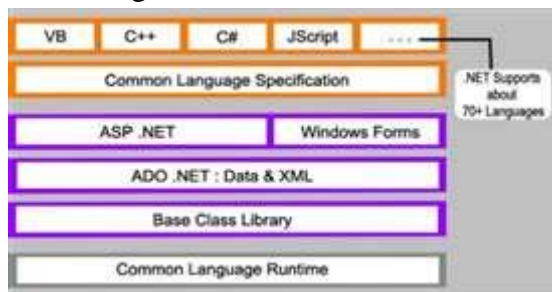 VB C++ C# JScript ...
Common Language Specification
.NET Supports
about
70+ Languages
ASP .NET Windows Forms
ADO .NET : Data & XML
Base Class Library
Common Language Runtime